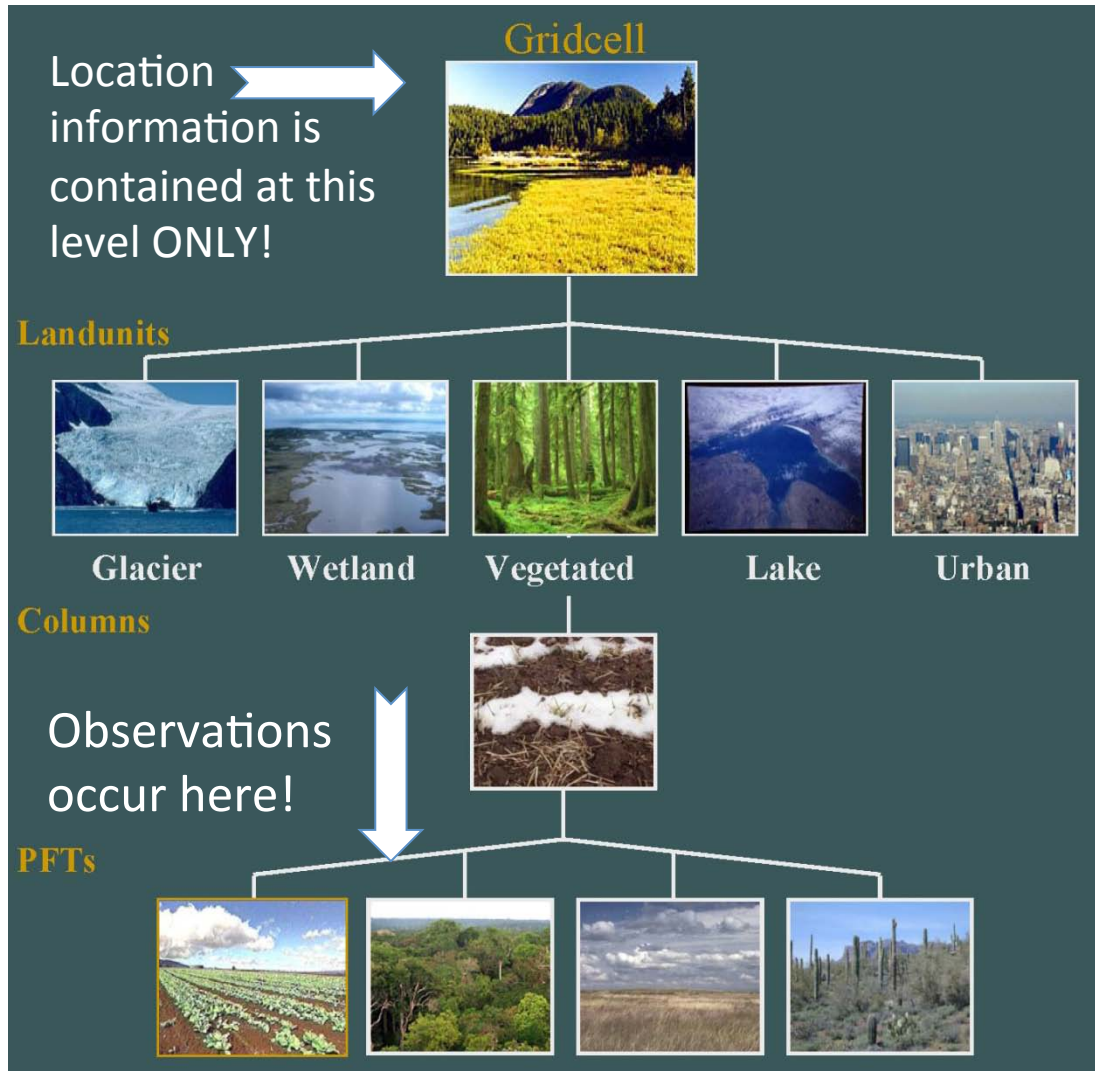 Gridcell
Location
information is
contained at this
level ONLY!
Landunits
Glacier Wetland Vegetated Lake Urban
Columns
Observations
occur here!
PFTs